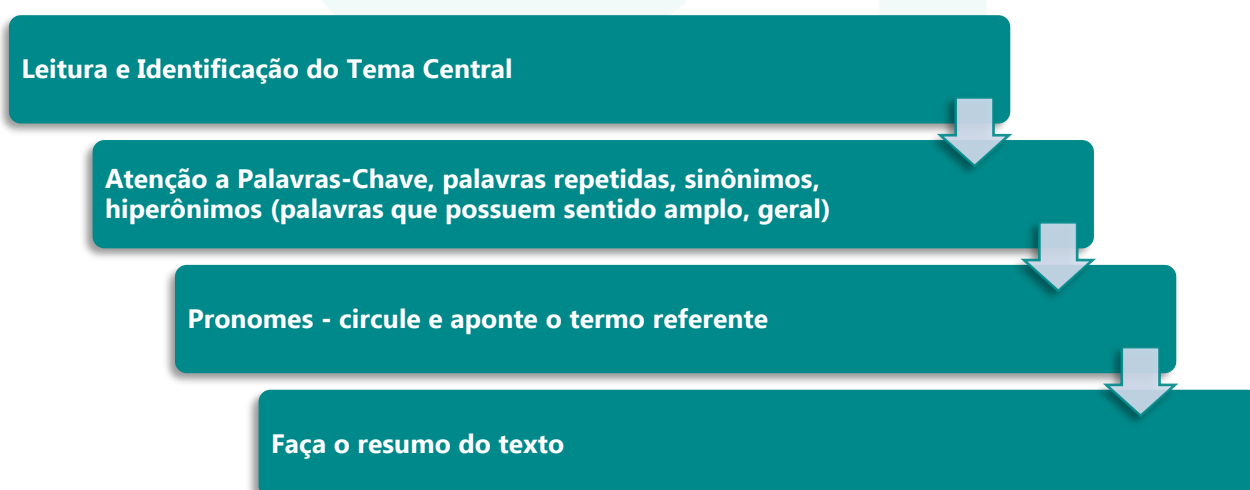 Leitura e Identificação do Tema Central
Atenção a Palavras-Chave, palavras repetidas, sinônimos,
hiperônimos (palavras que possuem sentido amplo, geral)
Pronomes - circule e aponte o termo referente
Faça o resumo do texto